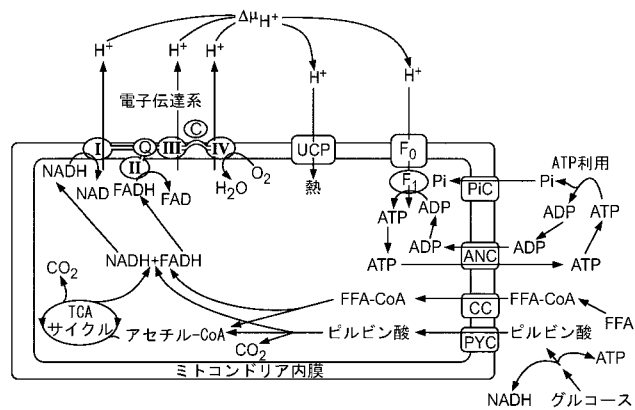 ΔμH+
H+ H+ H+ H+ H+
電子伝達系
C
I Q III IV UCP F0
II F1
NADH NAD FADH FAD H2O O2 熱
Pi PiC Pi ATP利用
ATP ADP ADP ATP
ADP ANC ADP
ATP ATP
NADH+FADH
CO2
FFA-CoA CC FFA-CoA
FFA
TCA
サイクル
アセチル-CoA ピルビン酸 PYC ピルビン酸
CO2
ATP
ミトコンドリア内膜
NADH グルコース